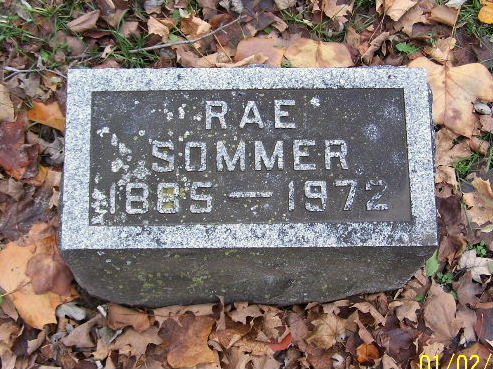 RAE
SOMMER
1885 — 1972
01/02/